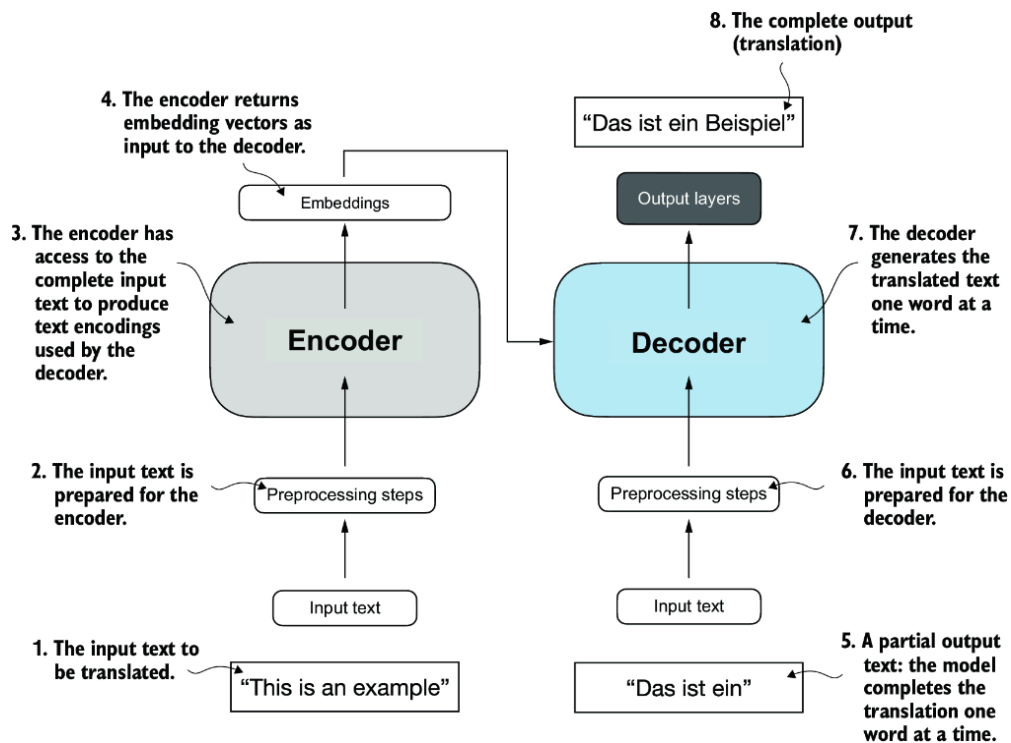 8. The complete output
(translation)
4. The encoder returns
embedding vectors as
input to the decoder.
“Das ist ein Beispiel”
Embeddings
Output layers
3. The encoder has
access to the
complete input
text to produce
text encodings
used by the
decoder.
7. The decoder
generates the
translated text
one word at a
time.
Encoder
Decoder
2. The input text is
prepared for the
encoder.
Preprocessing steps
Preprocessing steps
6. The input text is
prepared for the
decoder.
Input text
Input text
1. The input text to
be translated.
“This is an example”
“Das ist ein”
5. A partial output
text: the model
completes the
translation one
word at a time.